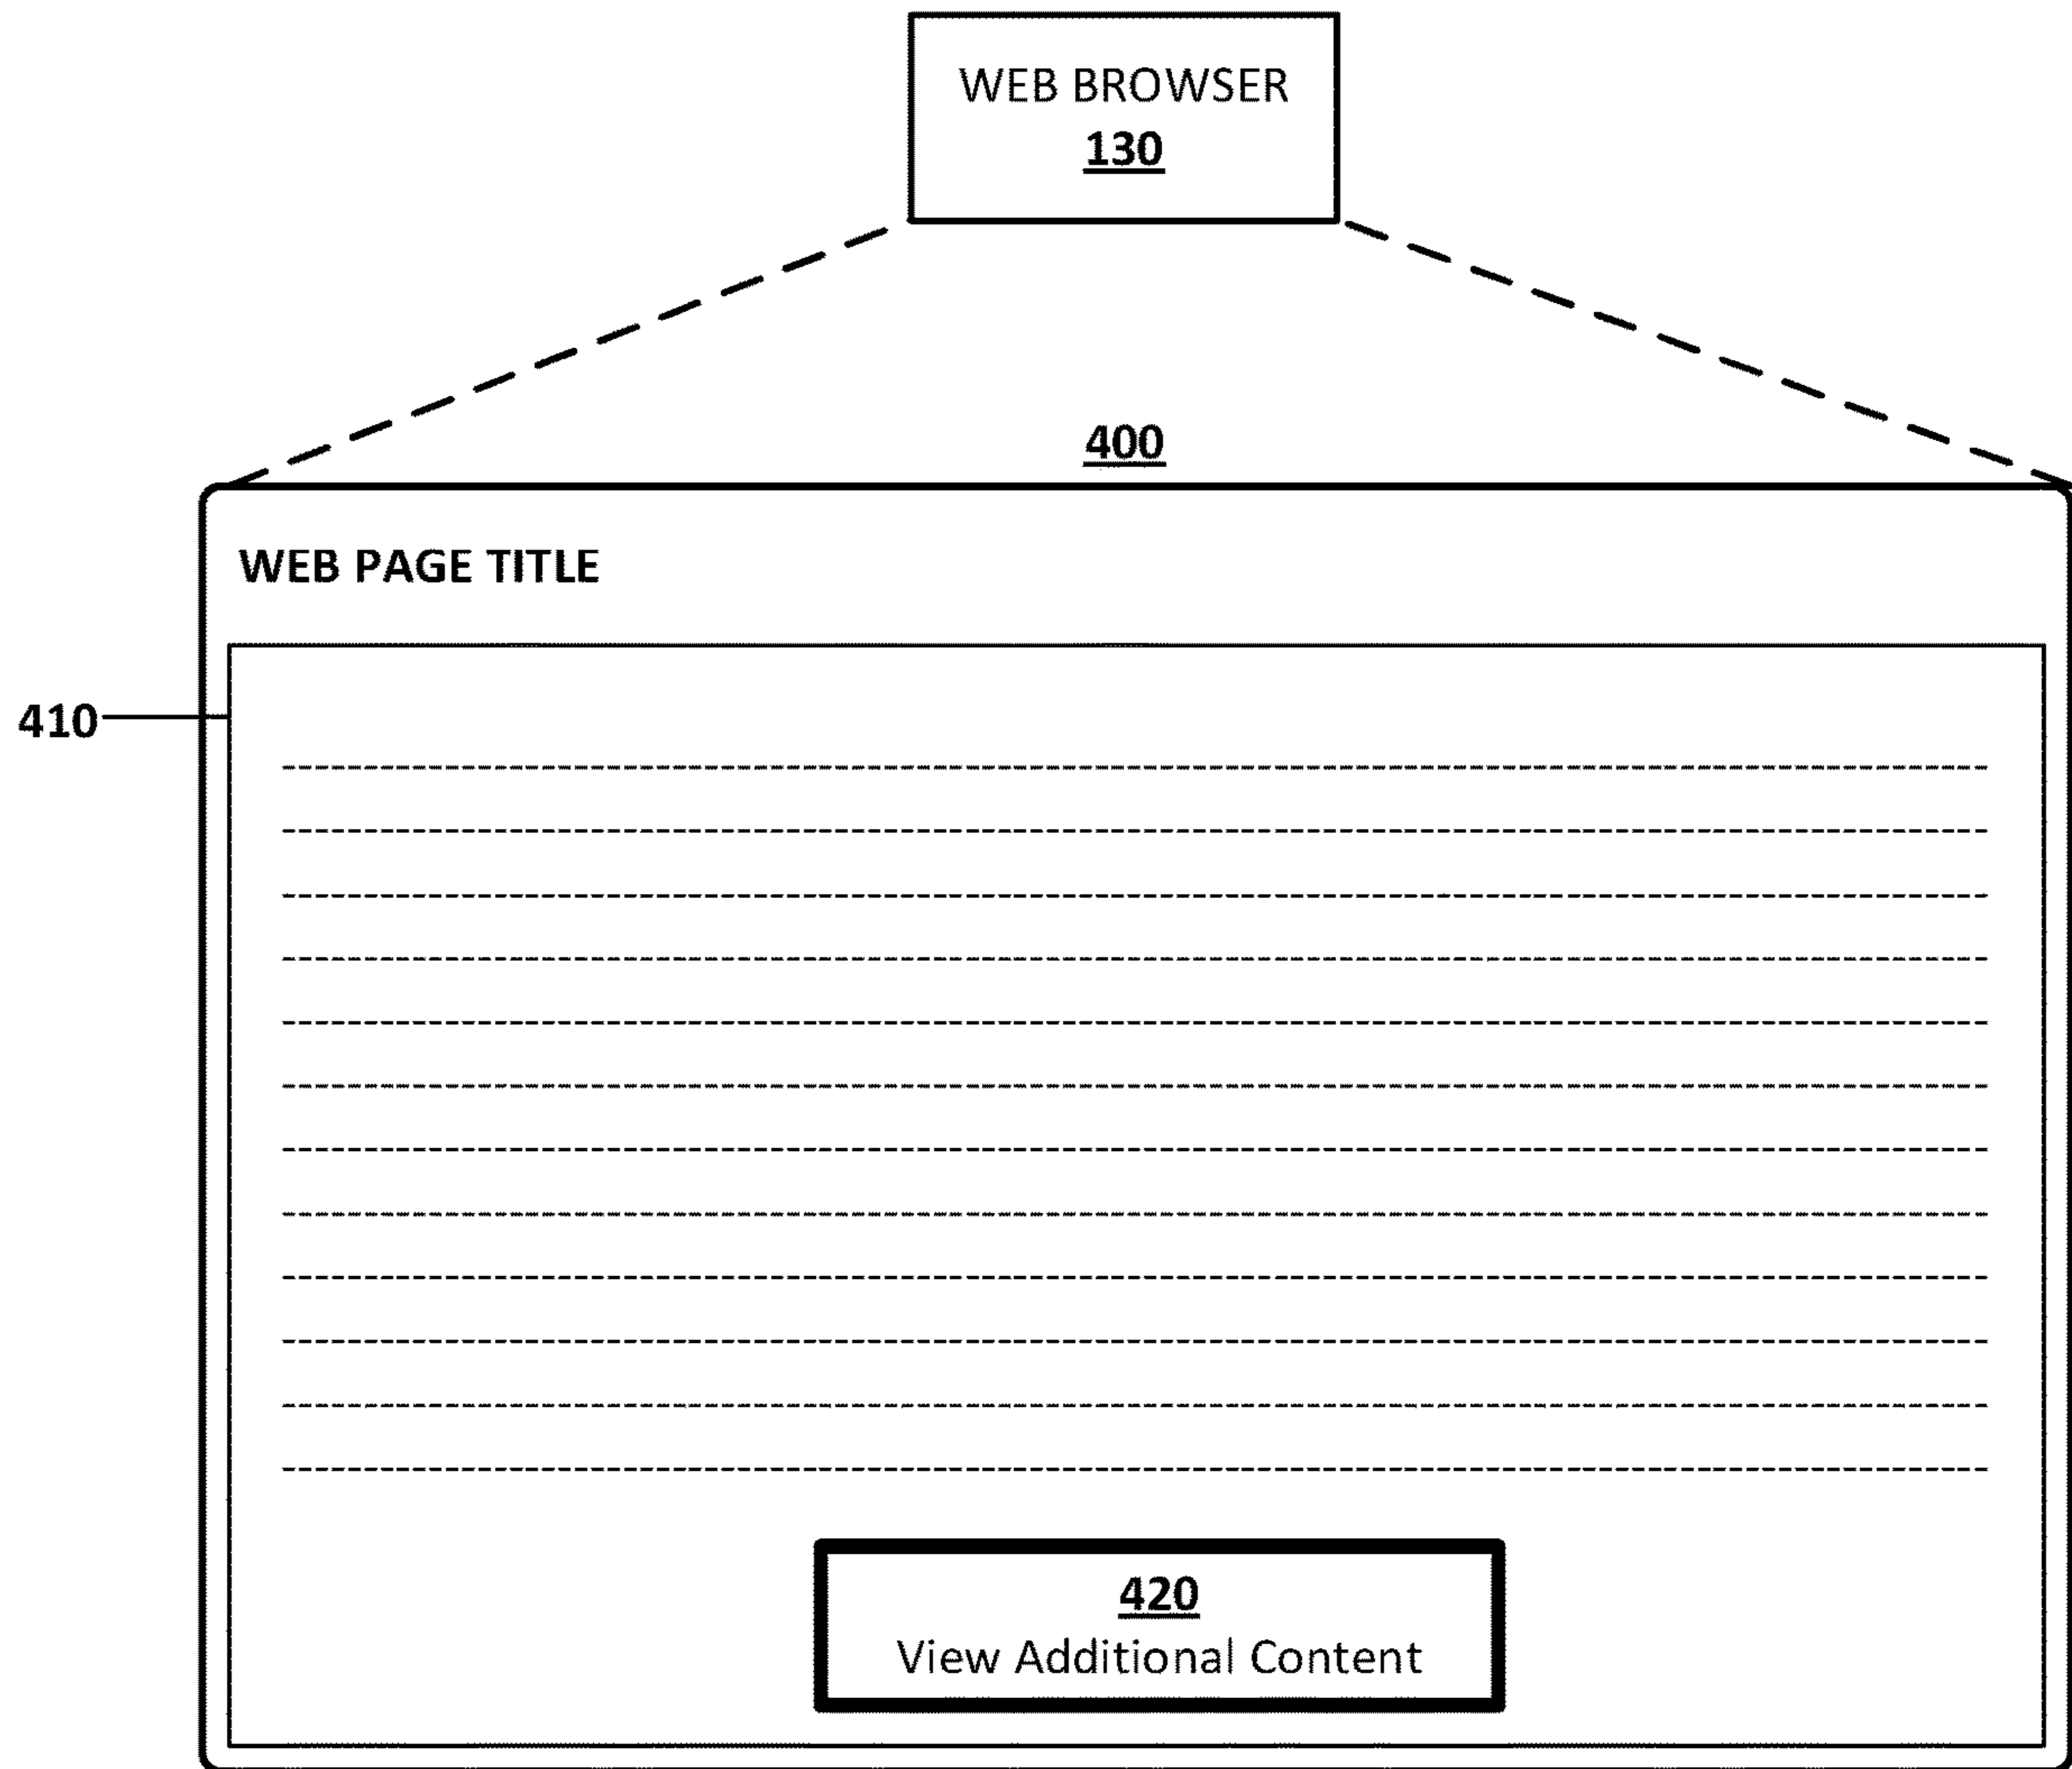 WEB BROWSER
130
400
WEB PAGE TITLE
410
420
View Additional Content